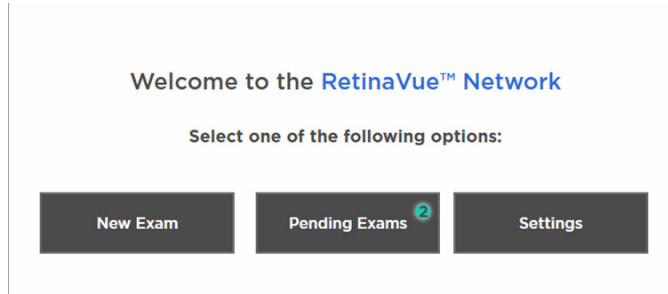 Welcome to the RetinaVue™ Network
Select one of the following options:
New Exam
Pending Exams 2
Settings